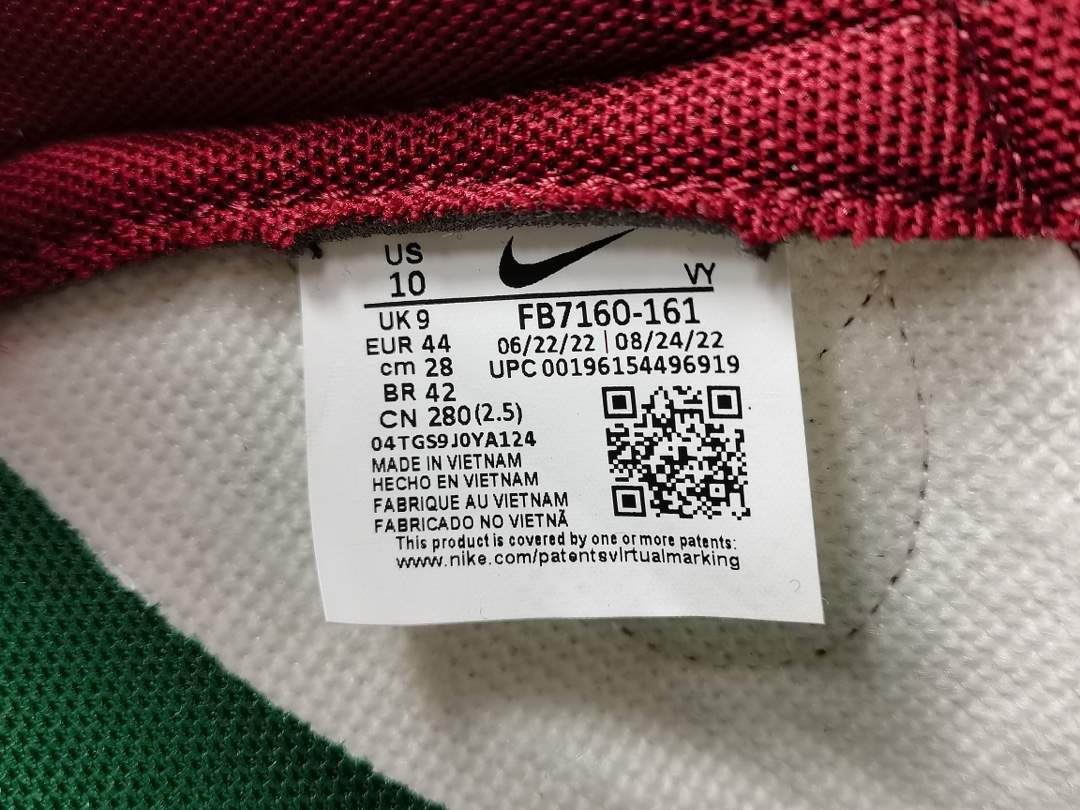 US
10
VY
UK 9
FB7160-161
EUR 44
06/22/22 | 08/24/22
cm 28
UPC 00196154496919
BR 42
CN 280(2.5)
04TGS9J0YA124
MADE IN VIETNAM
HECHO EN VIETNAM
FABRIQUE AU VIETNAM
FABRICADO NO VIETNÃ
This product is covered by one or more patents:
www.nike.com/patentsvirtualmarking